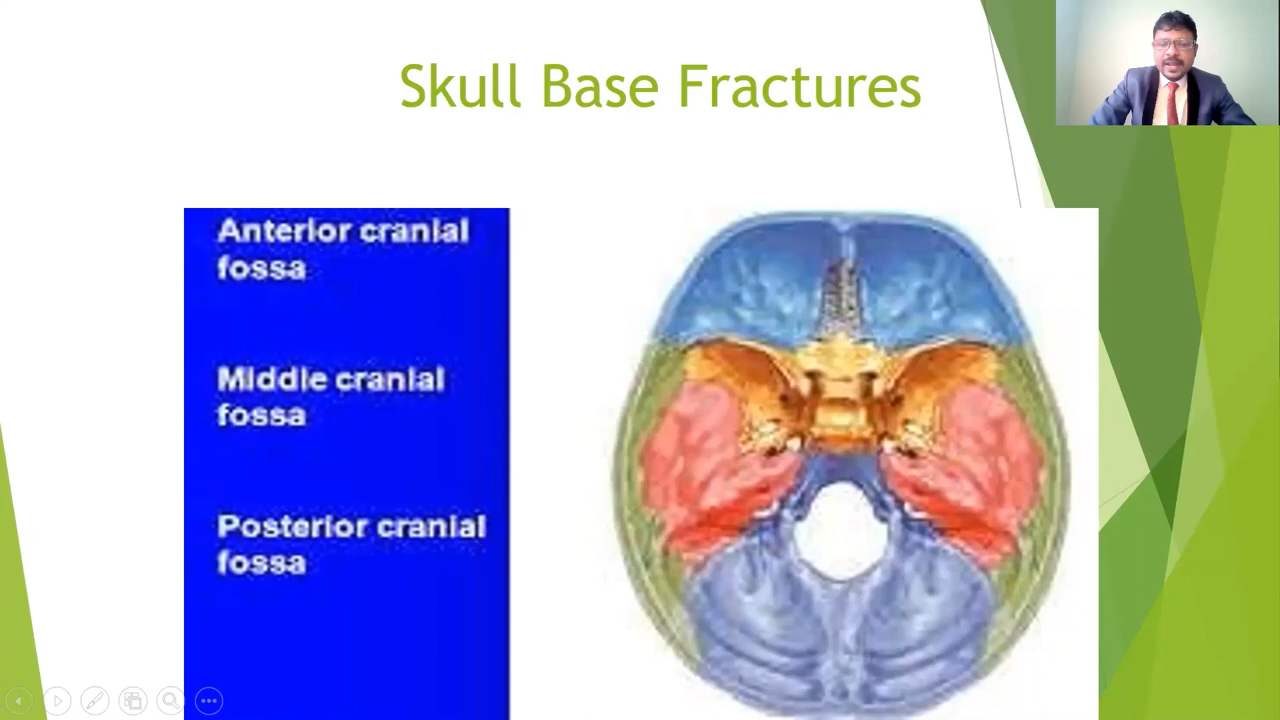 Skull Base Fractures
Anterior cranial
fossa
Middle cranial
fossa
Posterior cranial
fossa